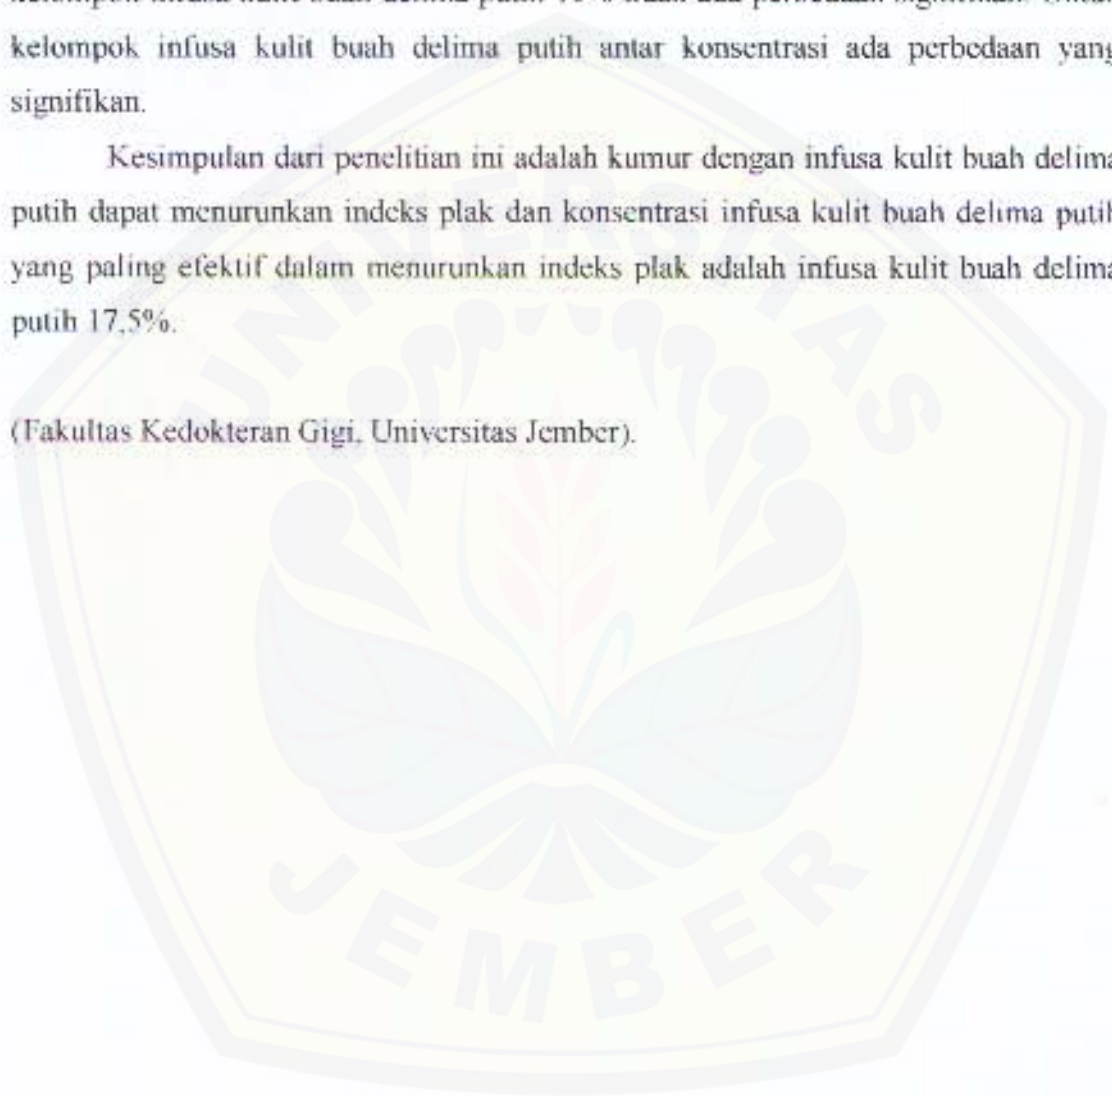 kelompok infusa kulit buah delima putih antar konsentrasi ada perbedaan yang
signifikan.
Kesimpulan dari penelitian ini adalah kumur dengan infusa kulit buah delima
putih dapat menurunkan indeks plak dan konsentrasi infusa kulit buah delima putih
yang paling efektif dalam menurunkan indeks plak adalah infusa kulit buah delima
putih 17,5%.
(Fakultas Kedokteran Gigi, Universitas Jember).
UNIVERSITAS
JEMBER